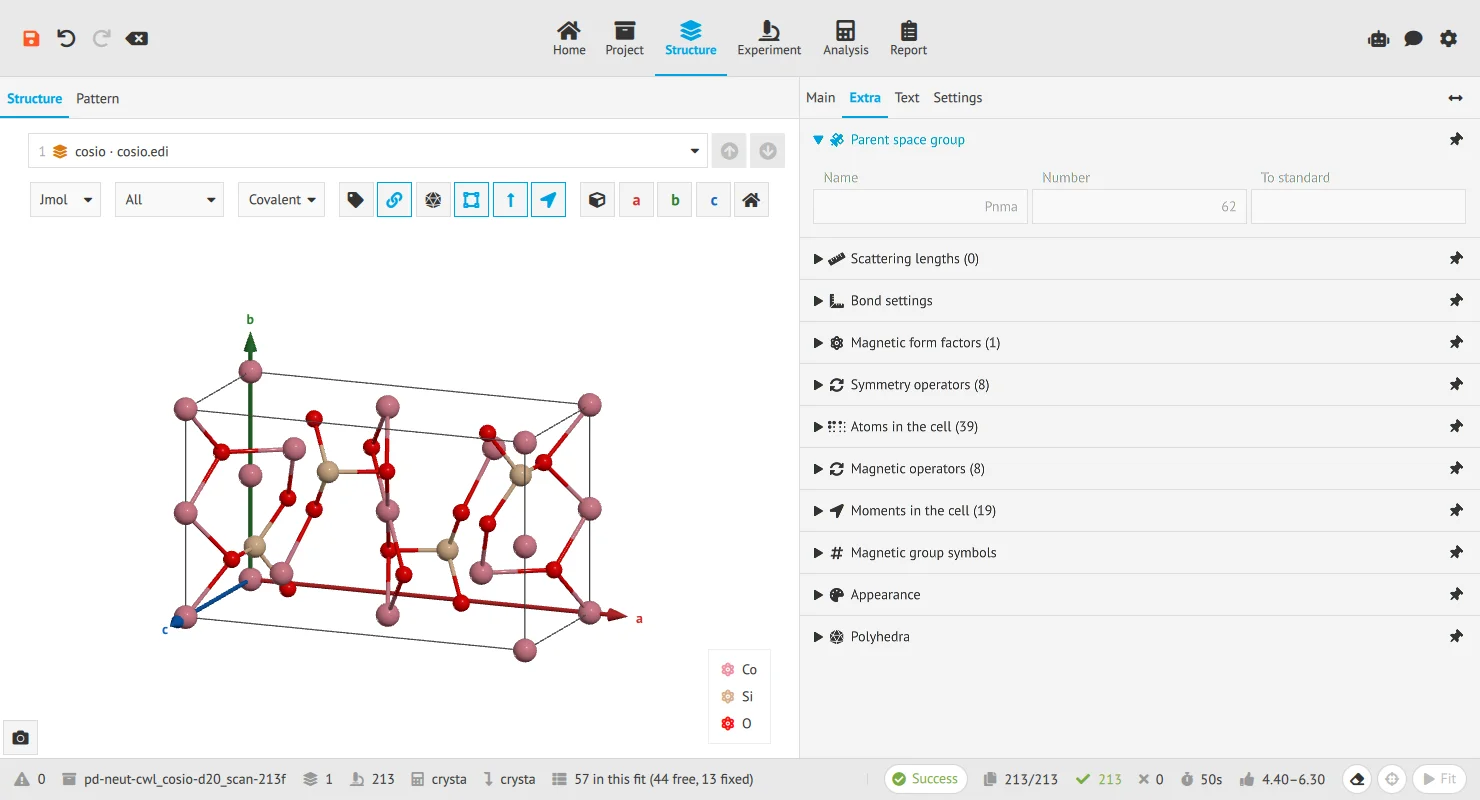 Home
Project
Structure
Experiment
Analysis
Report
Structure
Pattern
1 cosio · cosio.edi
Jmol
All
Covalent
a
b
c
b
a
c
Co
Si
O
Main
Extra
Text
Settings
Parent space group
Name
Number
To standard
Pnma
62
Scattering lengths (0)
Bond settings
Magnetic form factors (1)
Symmetry operators (8)
Atoms in the cell (39)
Magnetic operators (8)
Moments in the cell (19)
Magnetic group symbols
Appearance
Polyhedra
0
pd-neut-cwl_cosio-d20_scan-213f
1
213
crysta
crysta
57 in this fit (44 free, 13 fixed)
Success
213/213
213
0
50s
4.40–6.30
Fit